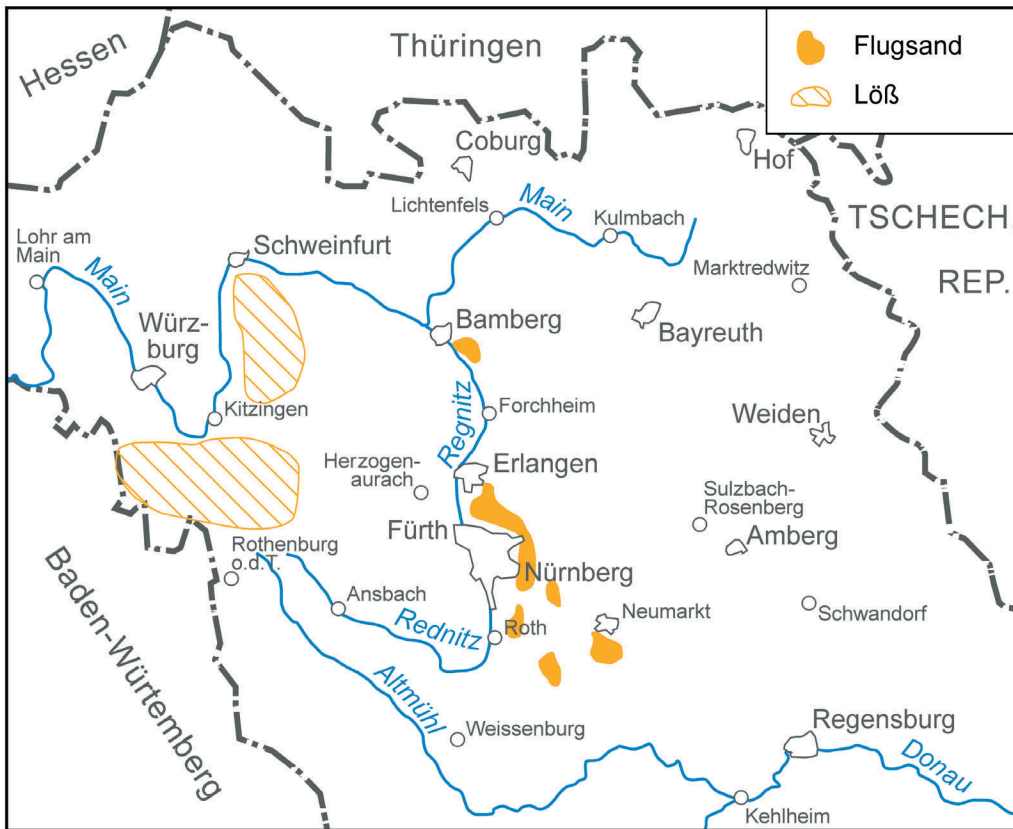 Hessen
Thüringen
Flugsand
Löß
Coburg
Hof
Lichtenfels
Main
Kulmbach
TSCHECH.
REP.
Lohr am
Main
Main
Schweinfurt
Marktredwitz
Würz-
burg
Bamberg
Bayreuth
Kitzingen
Regnitz
Forchheim
Weiden
Herzogen-
aurach
Erlangen
Sulzbach-
Rosenberg
Amberg
Fürth
Nürnberg
Rothenburg
o.d.T.
Ansbach
Rednitz
Roth
Neumarkt
Schwandorf
Baden-Würtemberg
Altmühl
Weissenburg
Regensburg
Donau
Kehlheim